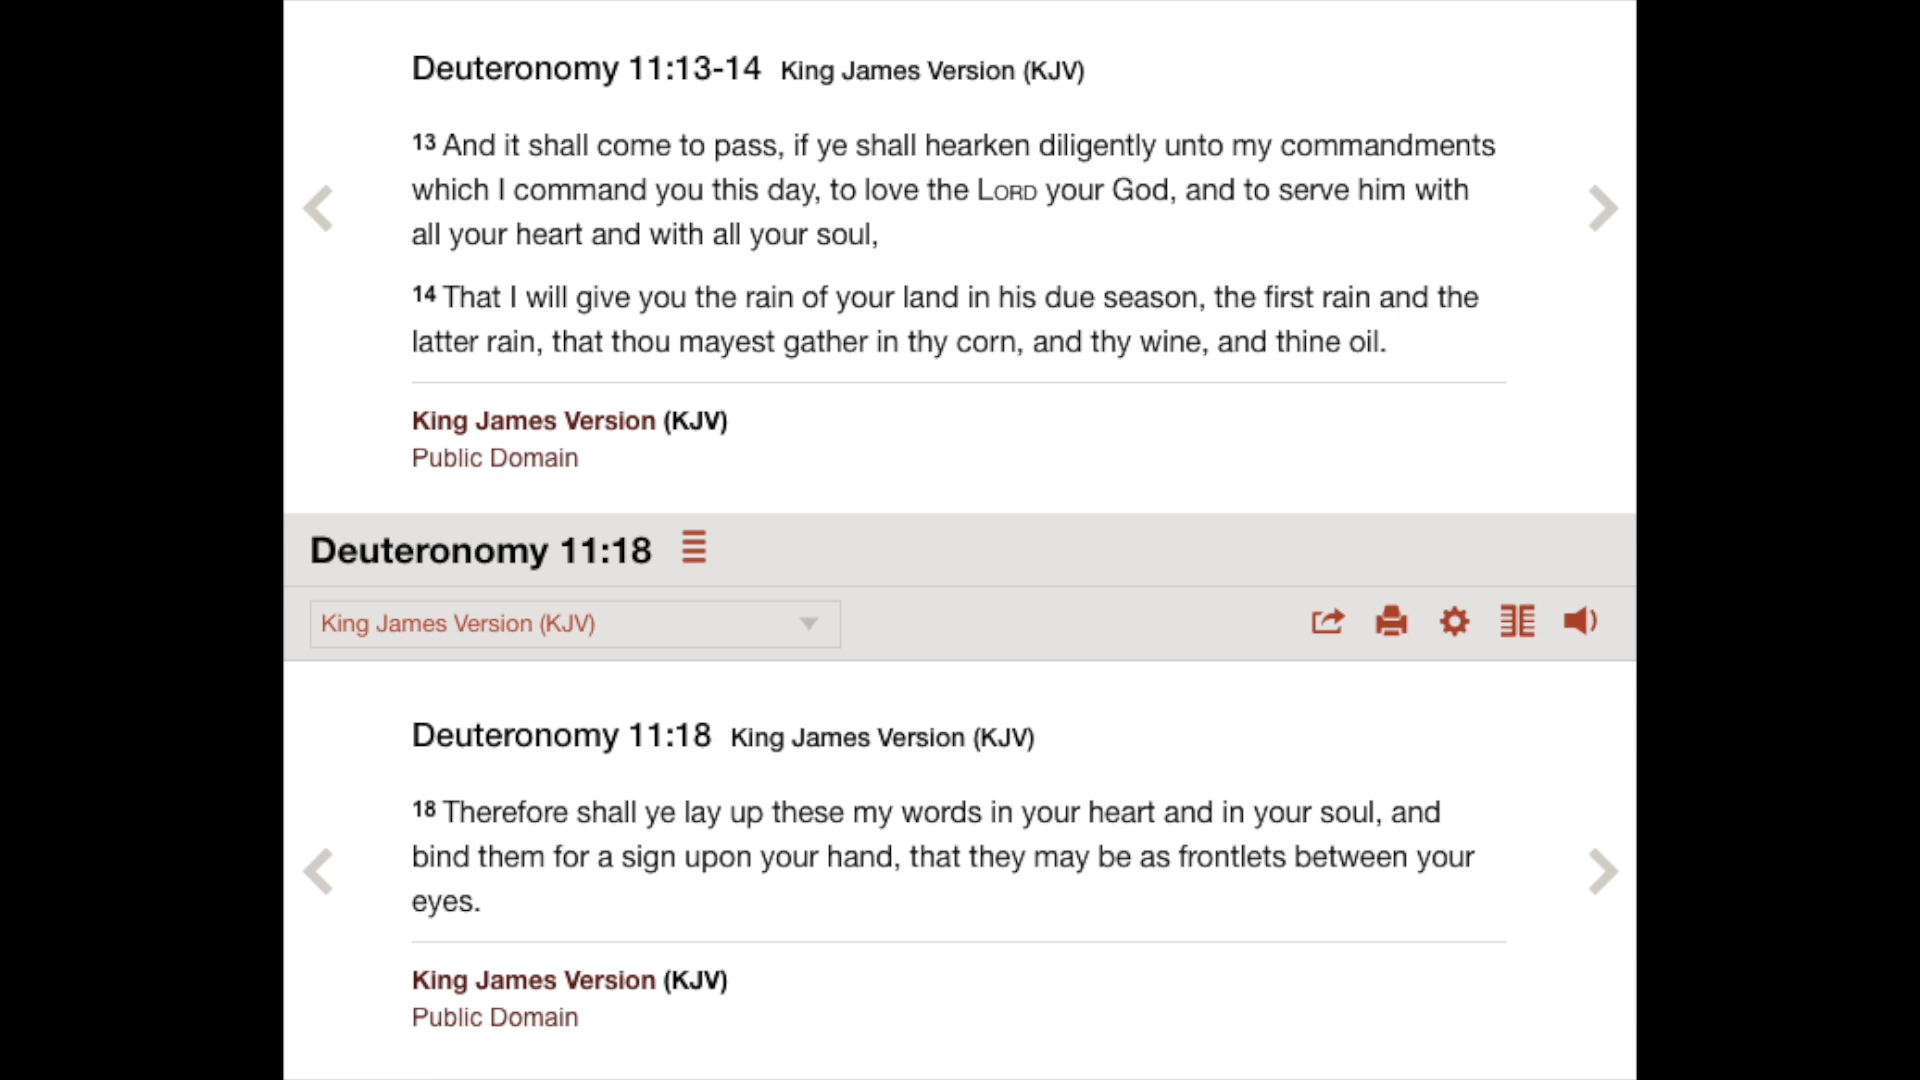 Deuteronomy 11:13-14 King James Version (KJV)
13 And it shall come to pass, if ye shall hearken diligently unto my commandments
which I command you this day, to love the LORD your God, and to serve him with
all your heart and with all your soul,
14 That I will give you the rain of your land in his due season, the first rain and the
latter rain, that thou mayest gather in thy corn, and thy wine, and thine oil.
King James Version (KJV)
Public Domain
Deuteronomy 11:18
King James Version (KJV)
Deuteronomy 11:18 King James Version (KJV)
18 Therefore shall ye lay up these my words in your heart and in your soul, and
bind them for a sign upon your hand, that they may be as frontlets between your
eyes.
King James Version (KJV)
Public Domain